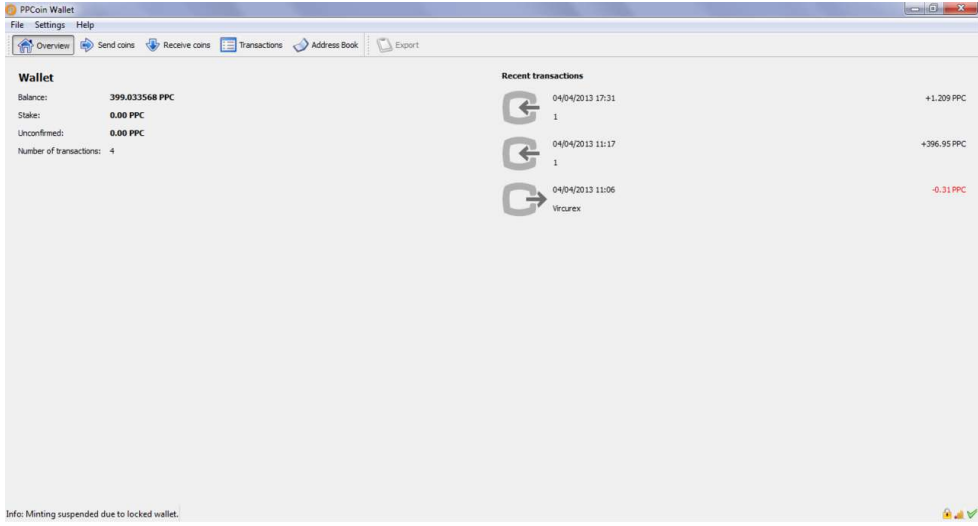 PPCoin Wallet
File Settings Help
Overview Send coins Receive coins Transactions Address Book Export
Wallet
Balance: 399.033568 PPC
Stake: 0.00 PPC
Unconfirmed: 0.00 PPC
Number of transactions: 4
Recent transactions
04/04/2013 17:31 +1.209 PPC
1
04/04/2013 11:17 +396.95 PPC
1
04/04/2013 11:06 -0.31 PPC
Vircurex
Info: Minting suspended due to locked wallet.